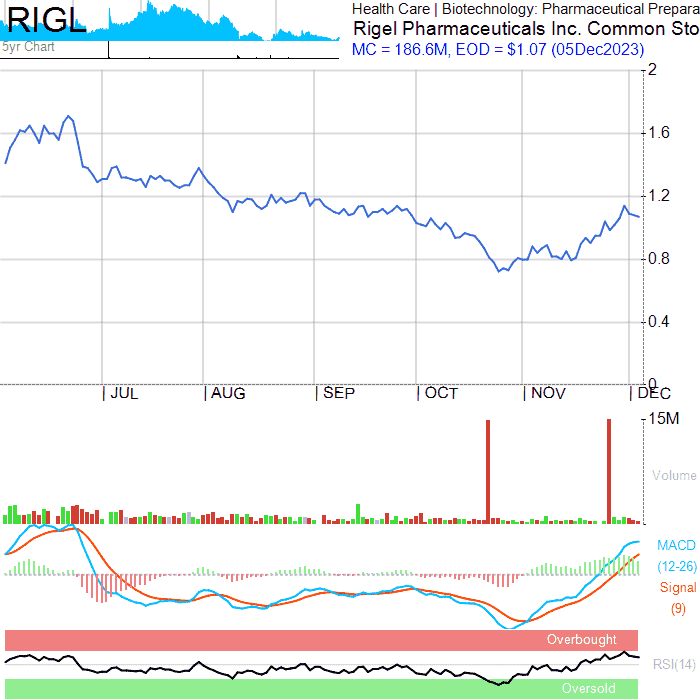 RIGL
5yr Chart
Health Care | Biotechnology: Pharmaceutical Prepara
Rigel Pharmaceuticals Inc. Common Sto
MC = 186.6M, EOD = $1.07 (05Dec2023)
2
1.6
1.2
0.8
0.4
0
| JUL | AUG | SEP | OCT | NOV | DEC
15M
Volume
MACD
(12-26)
Signal
(9)
Overbought
RSI(14)
Oversold